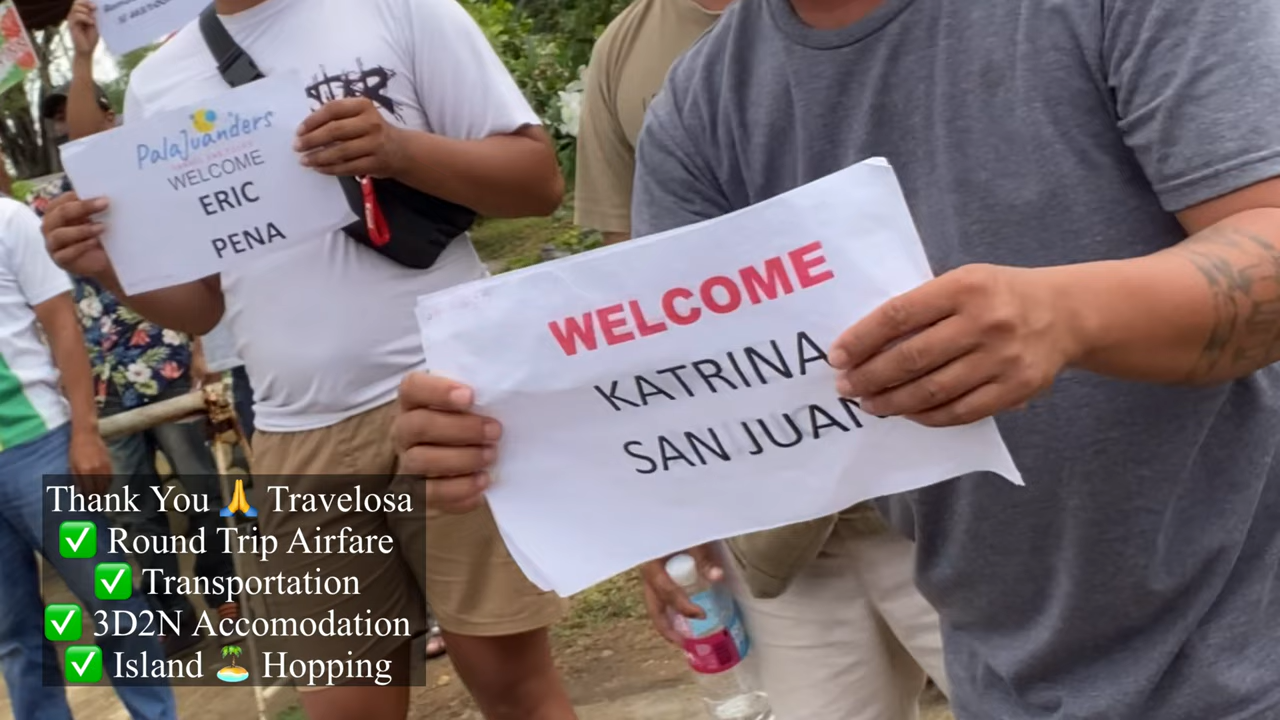 PalaJuanders
WELCOME
ERIC
PENA
WELCOME
KATRINA
SAN JUAN
Thank You 🙏 Travelosa
✅ Round Trip Airfare
✅ Transportation
✅ 3D2N Accomodation
✅ Island 🏝️ Hopping